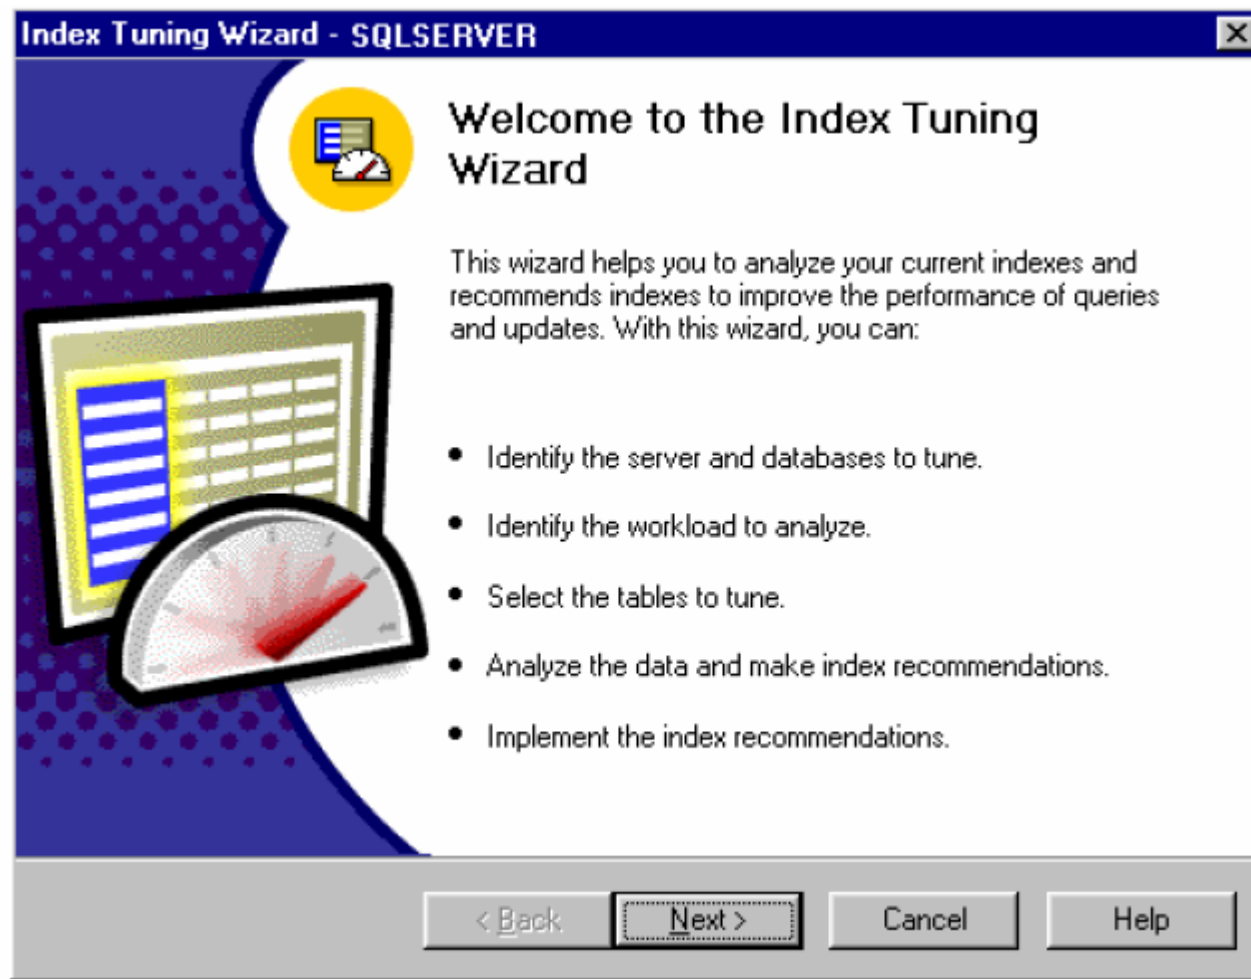 Index Tuning Wizard - SQLSERVER
Welcome to the Index Tuning
Wizard
This wizard helps you to analyze your current indexes and
recommends indexes to improve the performance of queries
and updates. With this wizard, you can:
• Identify the server and databases to tune.
• Identify the workload to analyze.
• Select the tables to tune.
• Analyze the data and make index recommendations.
• Implement the index recommendations.
< Back
Next >
Cancel
Help